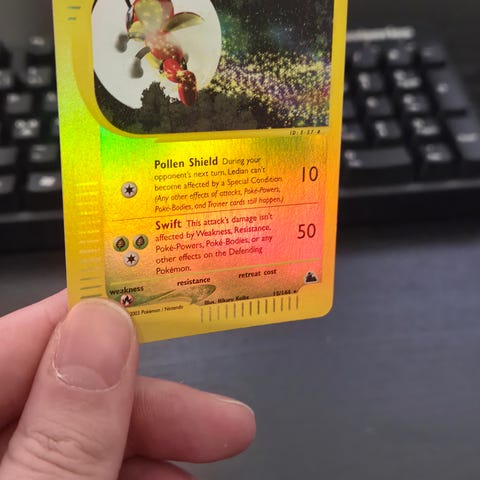 ID: E-57-#
Pollen Shield During your
opponent's next turn, Ledian can't
become affected by a Special Condition.
(Any other effects of attacks, Poké-Powers,
Poké-Bodies, and Trainer cards still happen.)
10
Swift This attack's damage isn't
affected by Weakness, Resistance,
Poké-Powers, Poké-Bodies, or any
other effects on the Defending
Pokémon.
50
weakness
resistance
retreat cost
Illus. Hikaru Koike
2003 Pokémon / Nintendo